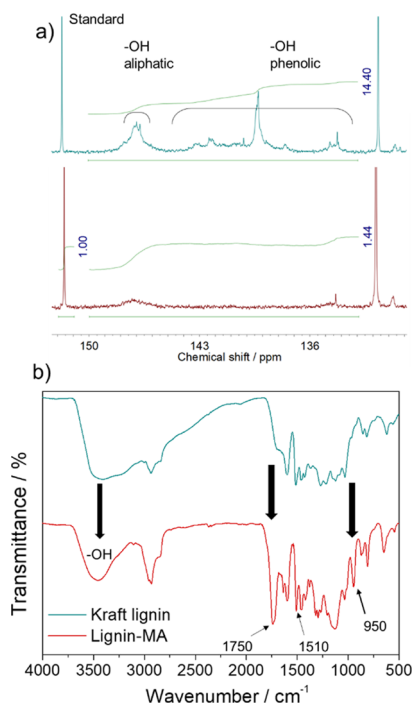 a)
Standard
-OH
aliphatic
-OH
phenolic
14.40
1.00
1.44
150
143
136
Chemical shift / ppm
b)
Transmittance / %
-OH
Kraft lignin
Lignin-MA
1750
1510
950
4000
3500
3000
2500
2000
1500
1000
500
Wavenumber / cm-1